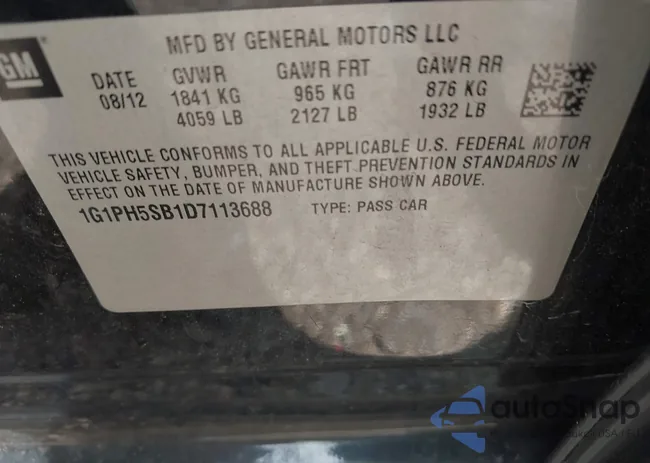 GM
MFD BY GENERAL MOTORS LLC
DATE GVWR GAWR FRT GAWR RR
08/12 1841 KG 965 KG 876 KG
4059 LB 2127 LB 1932 LB
THIS VEHICLE CONFORMS TO ALL APPLICABLE U.S. FEDERAL MOTOR
VEHICLE SAFETY, BUMPER, AND THEFT PREVENTION STANDARDS IN
EFFECT ON THE DATE OF MANUFACTURE SHOWN ABOVE.
1G1PH5SB1D7113688 TYPE: PASS CAR
autoSnap